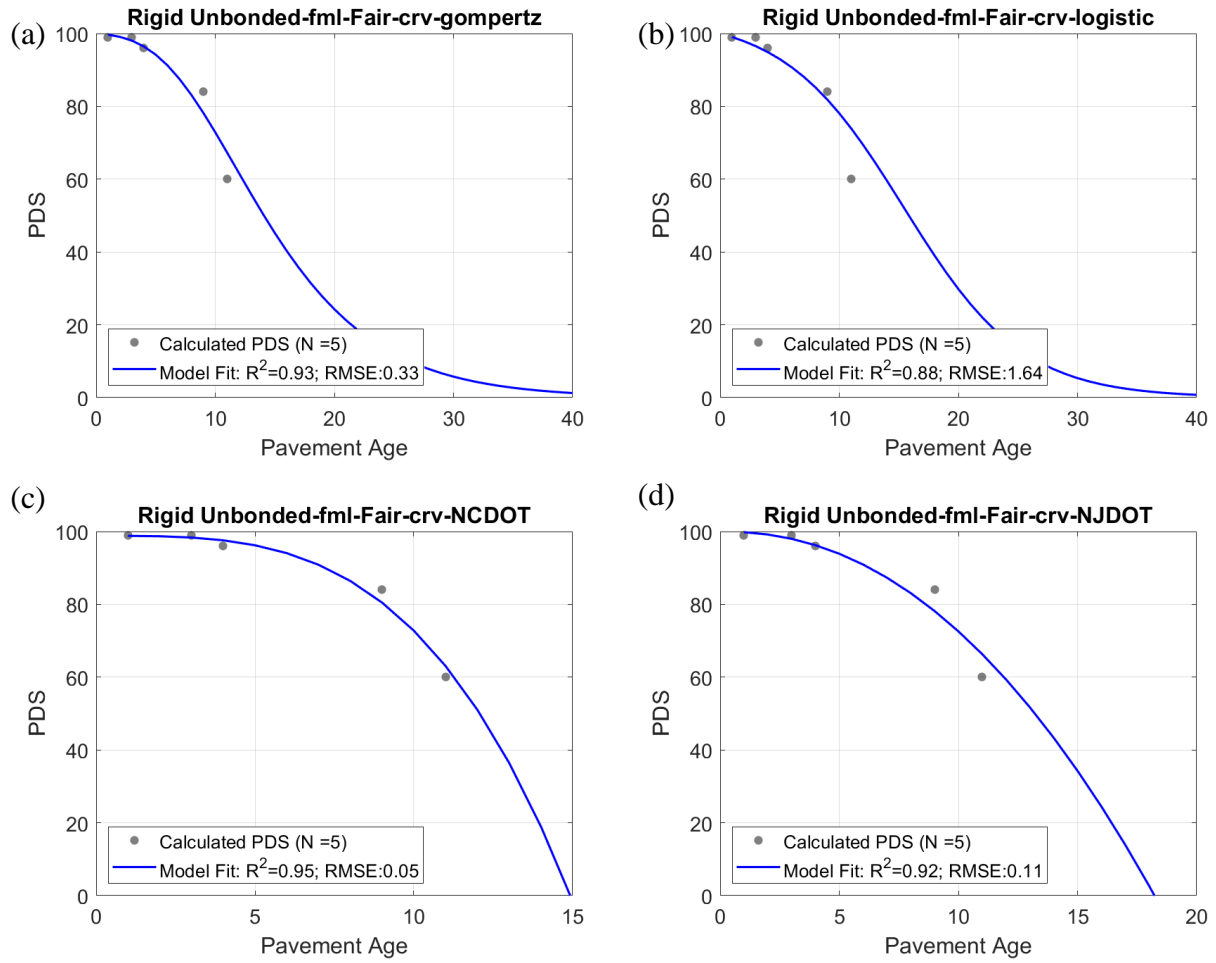 (a)
Rigid Unbonded-fml-Fair-crv-gompertz
100
80
60
40
20
0
PDS
Calculated PDS (N =5)
Model Fit: R²=0.93; RMSE:0.33
0 10 20 30 40
Pavement Age
(b)
Rigid Unbonded-fml-Fair-crv-logistic
100
80
60
40
20
0
PDS
Calculated PDS (N =5)
Model Fit: R²=0.88; RMSE:1.64
0 10 20 30 40
Pavement Age
(c)
Rigid Unbonded-fml-Fair-crv-NCDOT
100
80
60
40
20
0
PDS
Calculated PDS (N =5)
Model Fit: R²=0.95; RMSE:0.05
0 5 10 15
Pavement Age
(d)
Rigid Unbonded-fml-Fair-crv-NJDOT
100
80
60
40
20
0
PDS
Calculated PDS (N =5)
Model Fit: R²=0.92; RMSE:0.11
0 5 10 15 20
Pavement Age